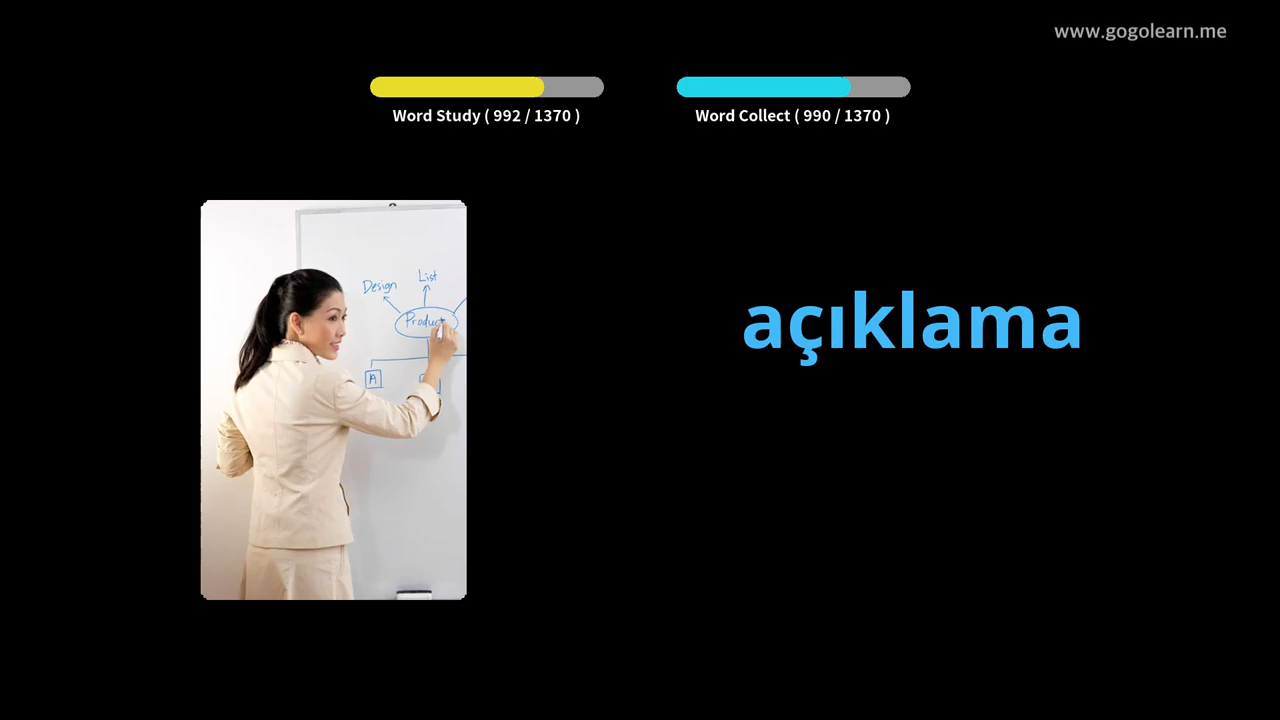 www.gogolearn.me
Word Study ( 992 / 1370 )
Word Collect ( 990 / 1370 )
Design
List
Product
A
açıklama